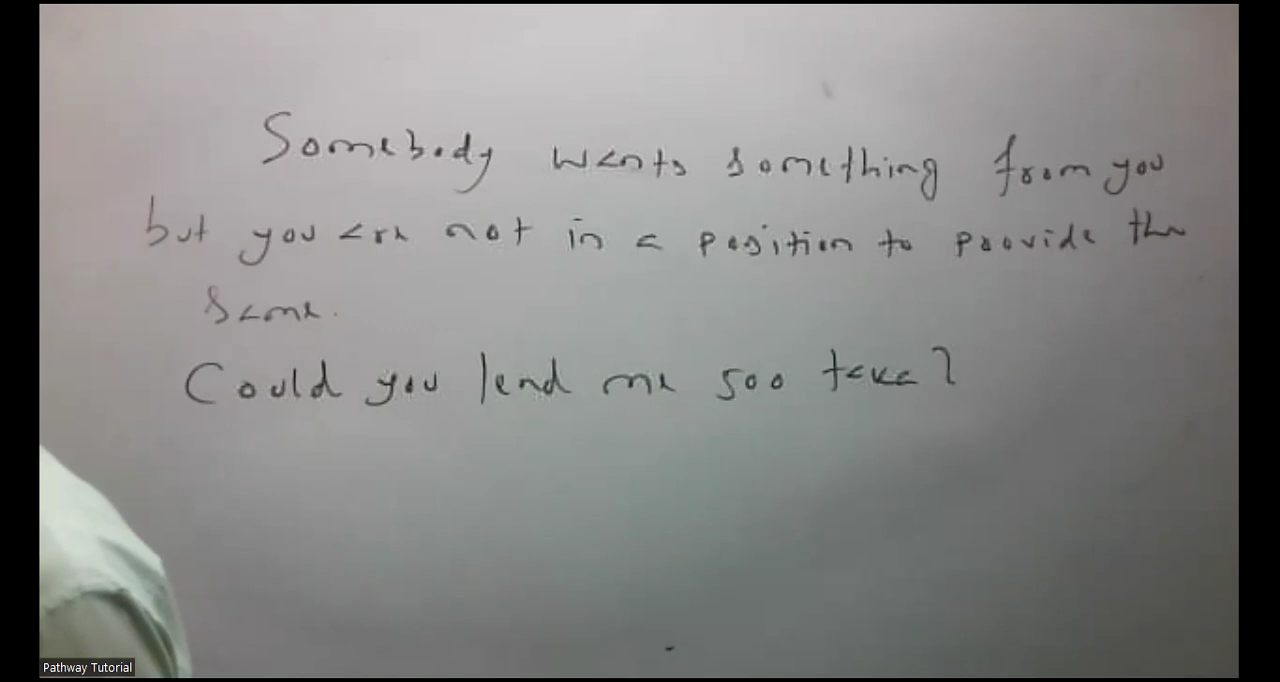 Somebody wants something from you
but you are not in a position to provide the
same.
Could you lend me 500 taka?
Pathway Tutorial